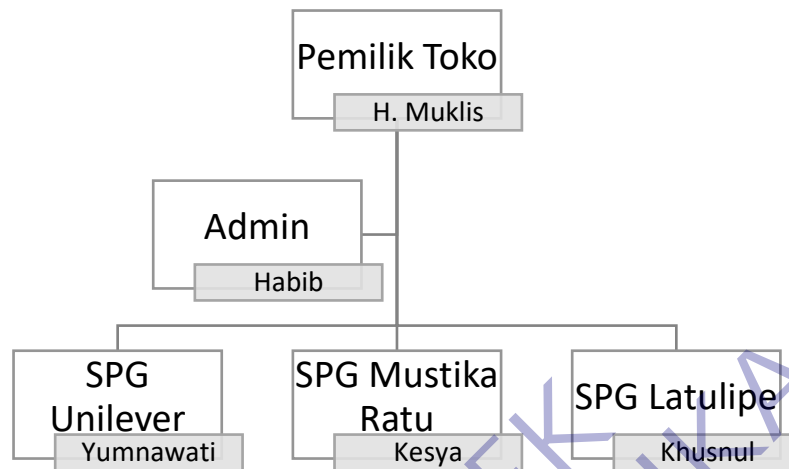 Pemilik Toko
H. Muklis
Admin
Habib
SPG
Unilever
Yumnawati
SPG Mustika
Ratu
Kesya
SPG Latulipe
Khusnul